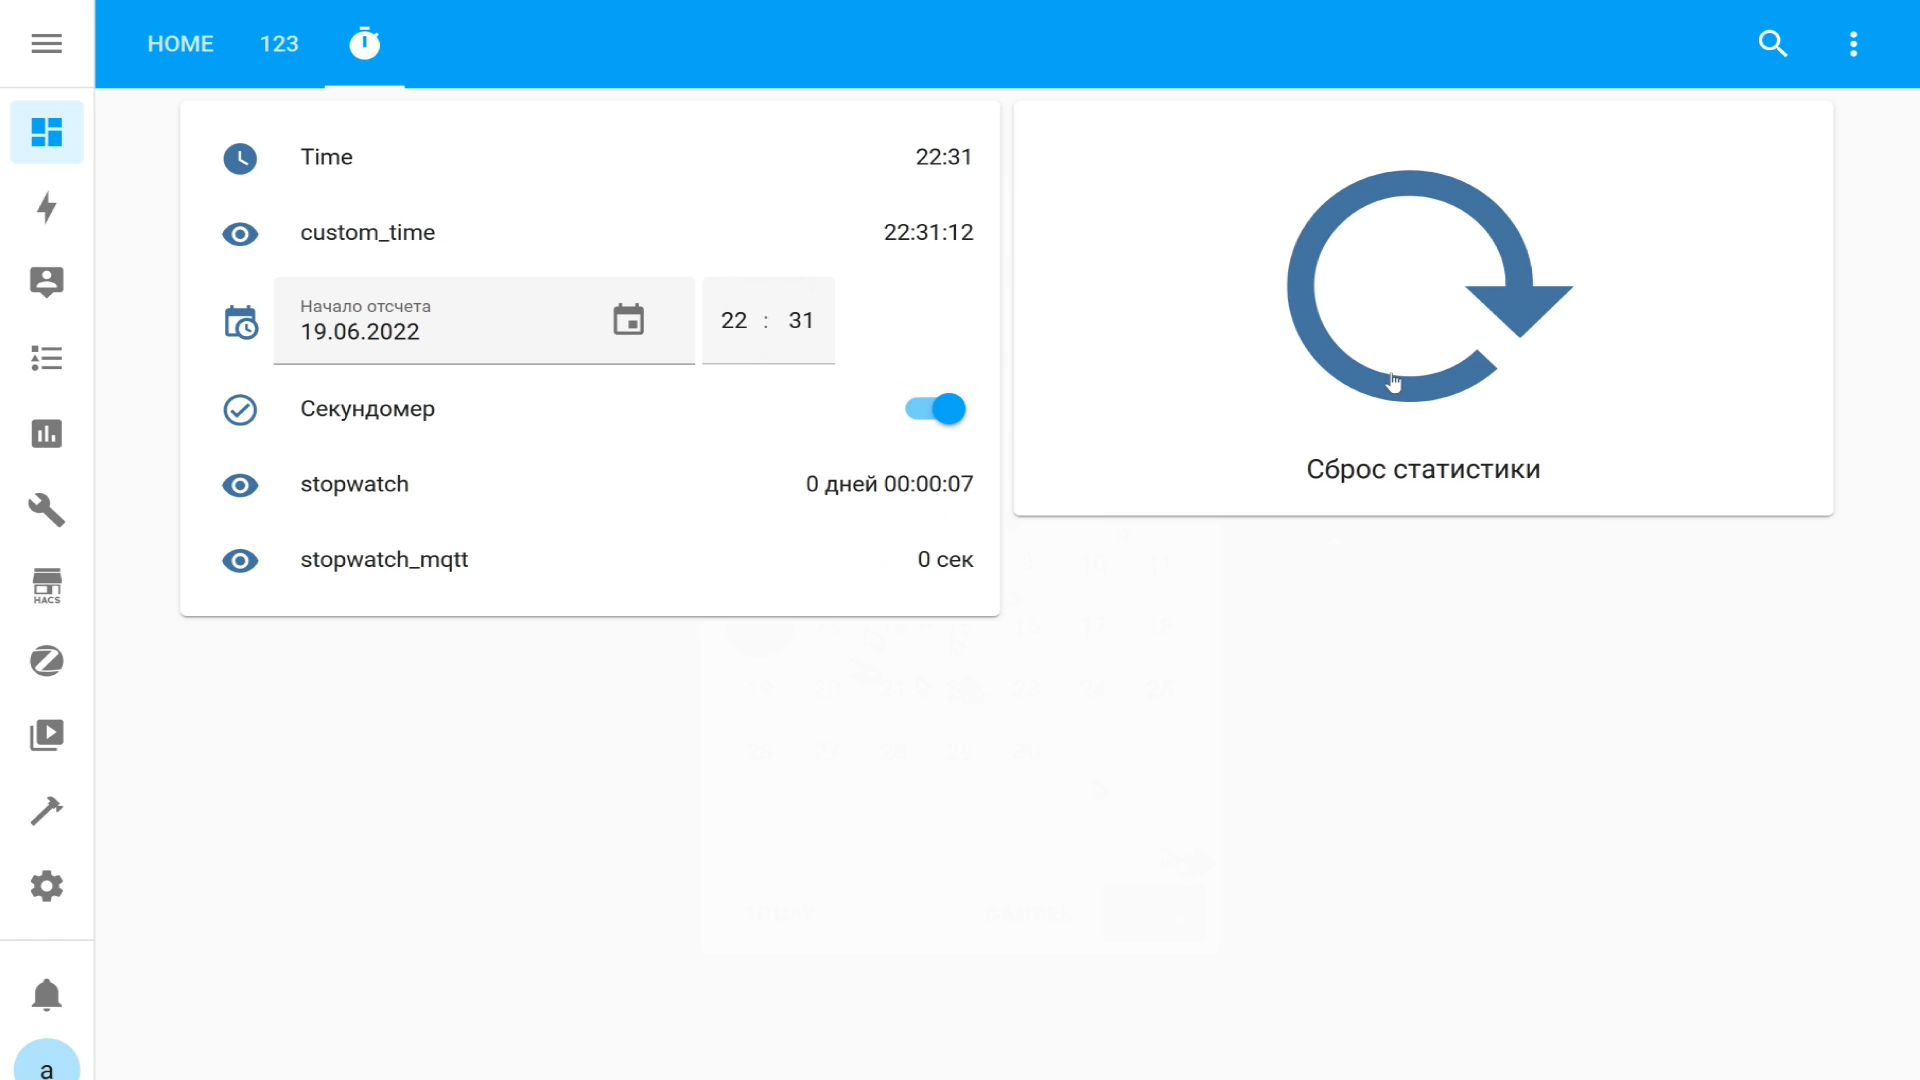 HOME 123
Time 22:31
custom_time 22:31:12
Начало отсчета
19.06.2022
22 : 31
Секундомер
stopwatch 0 дней 00:00:07
stopwatch_mqtt 0 сек
Сброс статистики
HACS
a